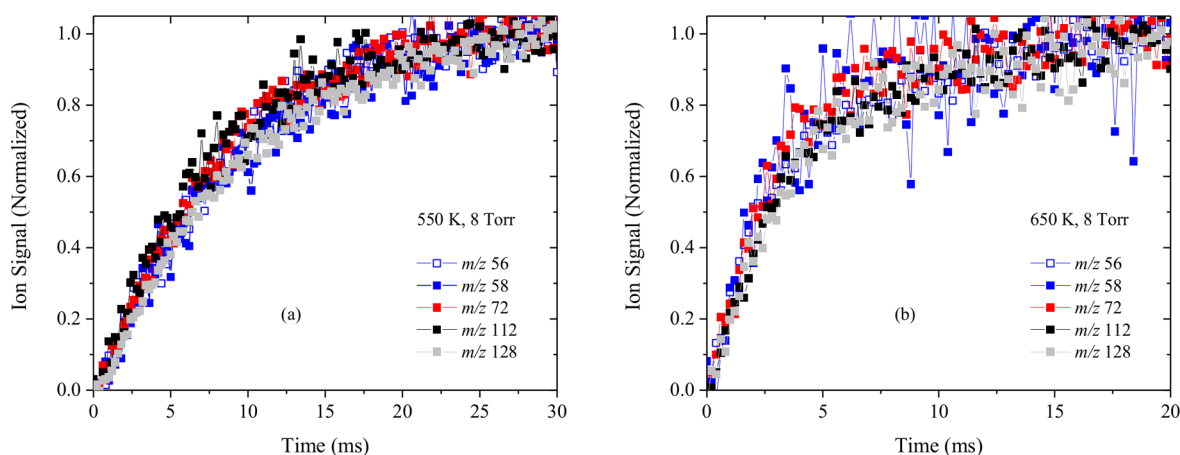 1.0
0.8
0.6
0.4
0.2
0.0
Ion Signal (Normalized)
550 K, 8 Torr
m/z 56
m/z 58
m/z 72
m/z 112
m/z 128
(a)
0 5 10 15 20 25 30
Time (ms)
1.0
0.8
0.6
0.4
0.2
0.0
Ion Signal (Normalized)
650 K, 8 Torr
m/z 56
m/z 58
m/z 72
m/z 112
m/z 128
(b)
0 5 10 15 20
Time (ms)